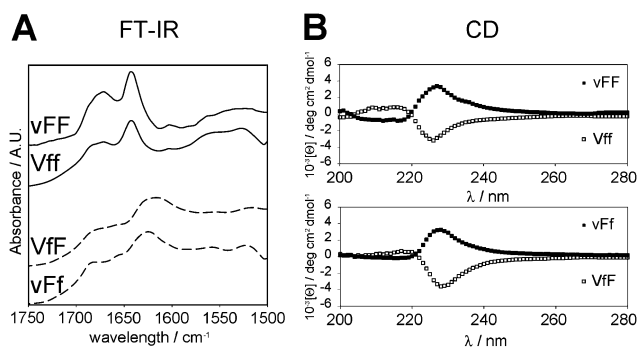 A FT-IR
Absorbance / A.U.
vFF
Vff
VfF
vFf
1750 1700 1650 1600 1550 1500
wavelength / cm⁻¹
B CD
10⁻³[Θ] / deg cm² dmol⁻¹
6
4
2
0
-2
-4
-6
vFF
Vff
200 220 240 260 280
λ / nm
10⁻³[Θ] / deg cm² dmol⁻¹
6
4
2
0
-2
-4
-6
vFf
VfF
200 220 240 260 280
λ / nm